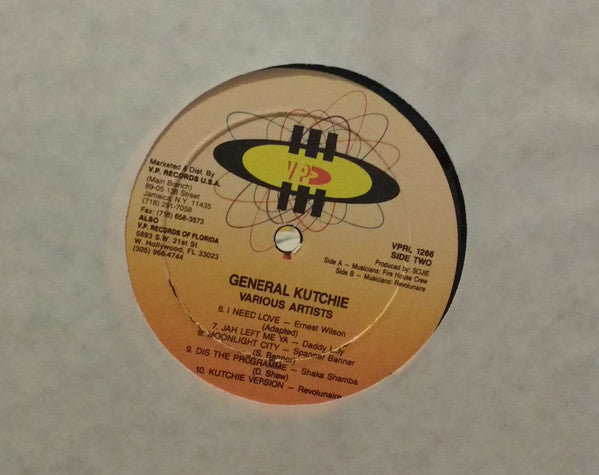 VP
Marketed & Dist. By
V.P. RECORDS U.S.A.
(Main Branch)
89-05 138 Street
Jamaica, N.Y. 11435
(718) 291-7058
Fax (718) 658-3573
ALSO
V.P. RECORDS OF FLORIDA
5893 S.W. 21st St.
W. Hollywood, FL 33023
(305) 966-4744
VPRL 1266
SIDE TWO
Produced by: SOJIE
Side A – Musicians: Fire House Crew
Side B – Musicians: Revolunaire
GENERAL KUTCHIE
VARIOUS ARTISTS
6. I NEED LOVE – Ernest Wilson
(Adapted)
7. JAH LEFT ME YA – Daddy Lilly
8. MOONLIGHT CITY – Spanner Banner
(S. Bannor)
9. DIS THE PROGRAMME – Shaka Shamba
(D. Shaw)
10. KUTCHIE VERSION – Revolunaire